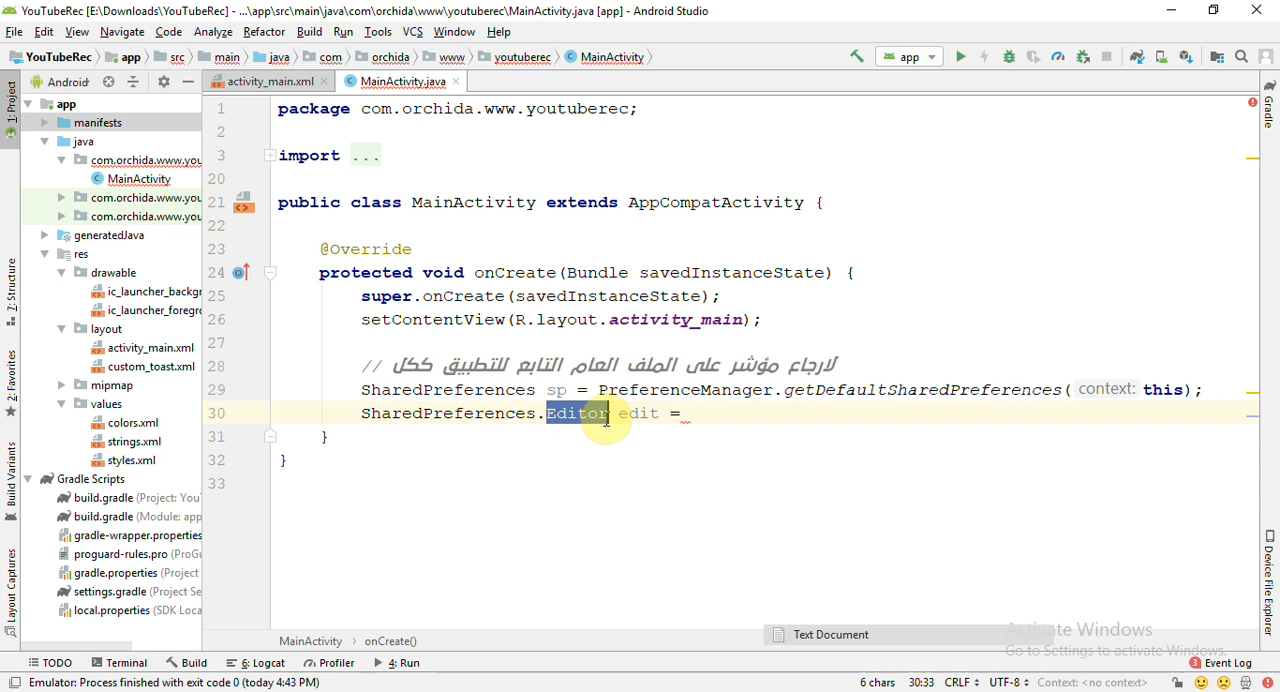 YouTubeRec [E:\Downloads\YouTubeRec] - ...\app\src\main\java\com\orchida\www\youtuberec\MainActivity.java [app] - Android Studio
File Edit View Navigate Code Analyze Refactor Build Run Tools VCS Window Help
YouTubeRec app src main java com orchida www youtuberec MainActivity app
Android activity_main.xml MainActivity.java
1: Project
Z: Structure
2: Favorites
Build Variants
Layout Captures
app
manifests
java
com.orchida.www.you
MainActivity
com.orchida.www.you
com.orchida.www.you
generatedJava
res
drawable
ic_launcher_backgr
ic_launcher_foregro
layout
activity_main.xml
custom_toast.xml
mipmap
values
colors.xml
strings.xml
styles.xml
Gradle Scripts
build.gradle (Project: You
build.gradle (Module: app
gradle-wrapper.properties
proguard-rules.pro (ProG
gradle.properties (Project
settings.gradle (Project Se
local.properties (SDK Loca
1 package com.orchida.www.youtuberec;
2
3 import ...
20
21 public class MainActivity extends AppCompatActivity {
22
23 @Override
24 protected void onCreate(Bundle savedInstanceState) {
25 super.onCreate(savedInstanceState);
26 setContentView(R.layout.activity_main);
27
28 // لارجاع مؤشر على الملف العام التابع للتطبيق ككل
29 SharedPreferences sp = PreferenceManager.getDefaultSharedPreferences( context: this);
30 SharedPreferences.Editor edit =
31 }
32 }
33
Gradle
Device File Explorer
MainActivity › onCreate()
Text Document
Activate Windows
Go to Settings to activate Windows.
TODO Terminal Build 6: Logcat Profiler 4: Run 3 Event Log
Emulator: Process finished with exit code 0 (today 4:43 PM) 6 chars 30:33 CRLF UTF-8 Context: <no context>